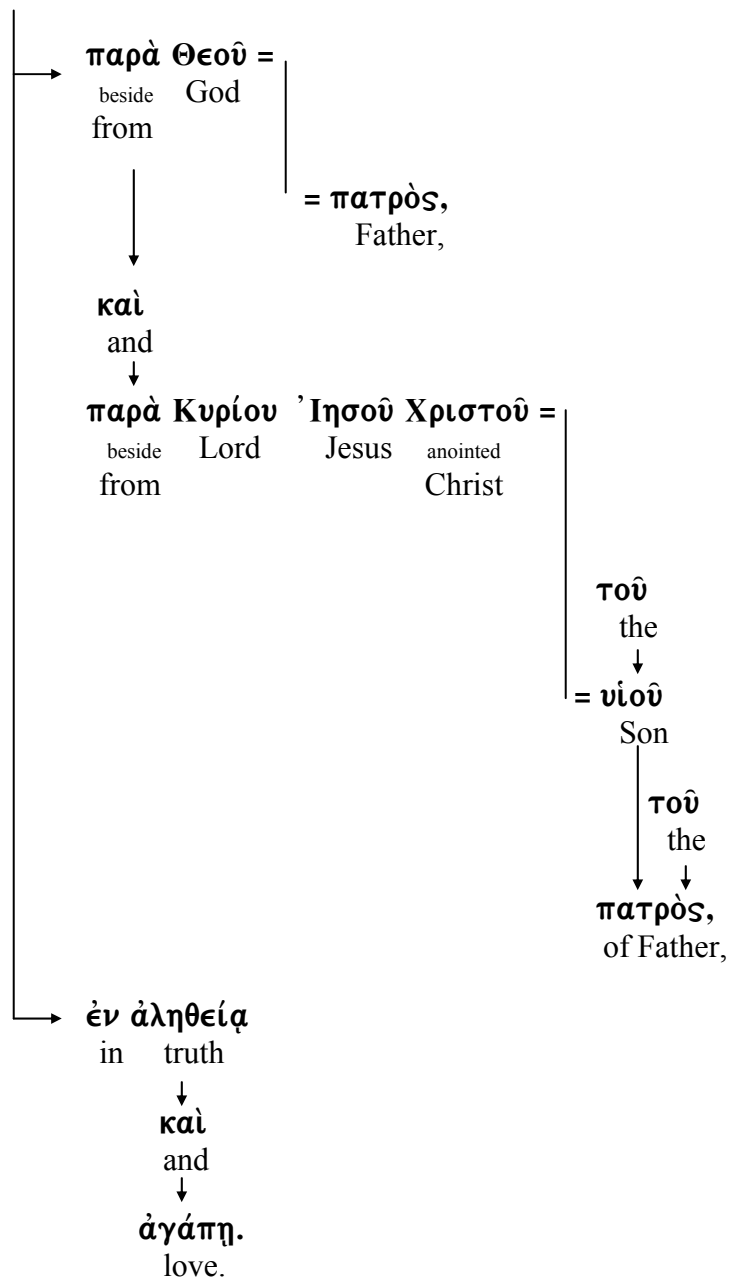 παρὰ Θεοῦ =
beside God
from
= πατρὸς,
Father,
καὶ
and
παρὰ Κυρίου ᾿Ιησοῦ Χριστοῦ =
beside Lord Jesus anointed
from Christ
τοῦ
the
= υἱοῦ
Son
τοῦ
the
πατρὸς,
of Father,
ἐν ἀληθείᾳ
in truth
καὶ
and
ἀγάπῃ.
love.